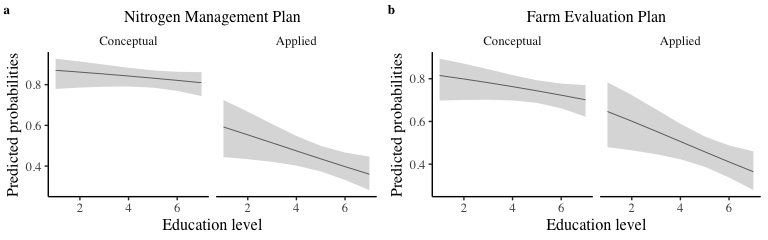 a
Nitrogen Management Plan
Conceptual Applied
Predicted probabilities
0.8
0.6
0.4
2 4 6 2 4 6
Education level
b
Farm Evaluation Plan
Conceptual Applied
Predicted probabilities
0.8
0.6
0.4
2 4 6 2 4 6
Education level